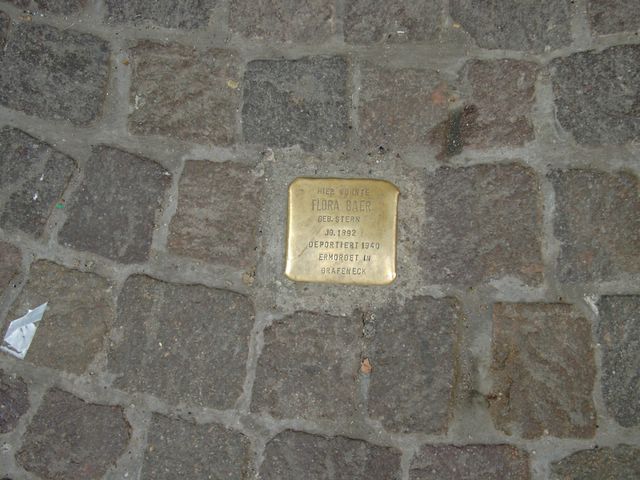 HIER WOHNTE
FLORA BAER
GEB. STERN
JG. 1892
DEPORTIERT 1940
ERMORDET IN
GRAFENECK